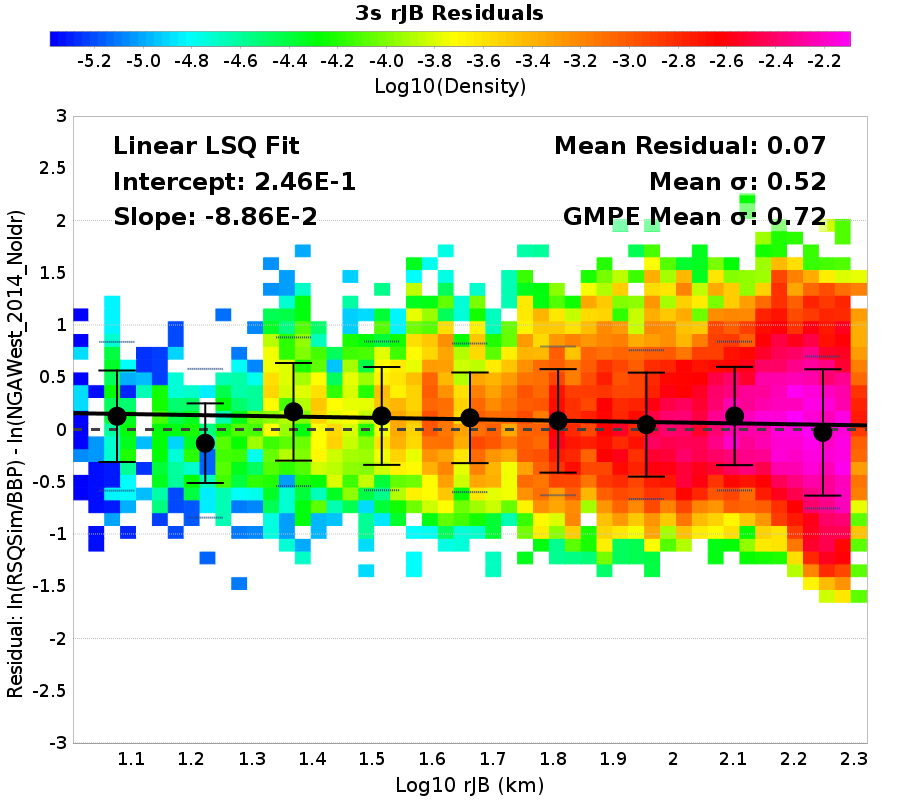 3s rJB Residuals
-5.2 -5.0 -4.8 -4.6 -4.4 -4.2 -4.0 -3.8 -3.6 -3.4 -3.2 -3.0 -2.8 -2.6 -2.4 -2.2
Log10(Density)
Linear LSQ Fit
Intercept: 2.46E-1
Slope: -8.86E-2
Mean Residual: 0.07
Mean σ: 0.52
GMPE Mean σ: 0.72
Residual: ln(RSQSim/BBP) - ln(NGAWest_2014_NoIdr)
3
2.5
2
1.5
1
0.5
0
-0.5
-1
-1.5
-2
-2.5
-3
1.1 1.2 1.3 1.4 1.5 1.6 1.7 1.8 1.9 2 2.1 2.2 2.3
Log10 rJB (km)